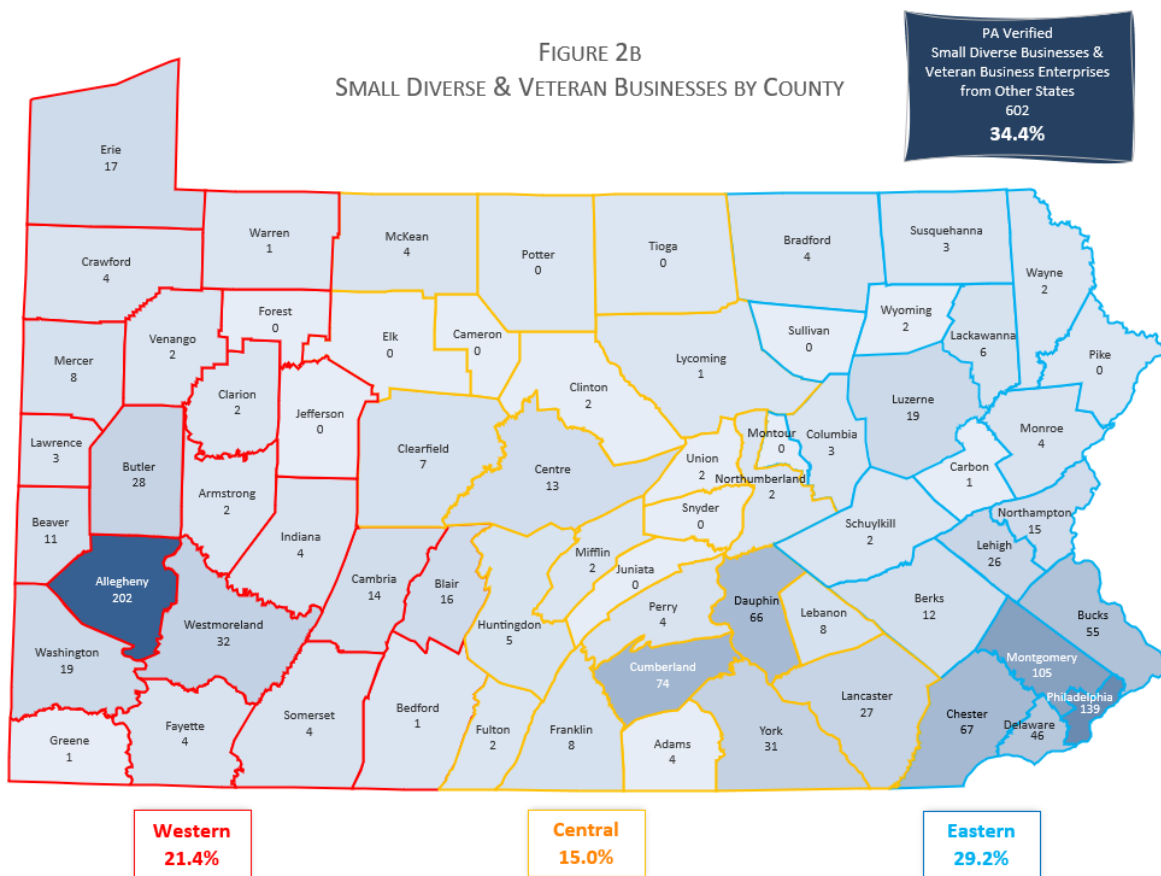 FIGURE 2B
SMALL DIVERSE & VETERAN BUSINESSES BY COUNTY
PA Verified
Small Diverse Businesses &
Veteran Business Enterprises
from Other States
602
34.4%
Erie
17
Crawford
4
Warren
1
McKean
4
Potter
0
Tioga
0
Bradford
4
Susquehanna
3
Wayne
2
Mercer
8
Venango
2
Forest
0
Elk
0
Cameron
0
Clinton
2
Lycoming
1
Sullivan
0
Wyoming
2
Lackawanna
6
Pike
0
Lawrence
3
Butler
28
Clarion
2
Jefferson
0
Clearfield
7
Centre
13
Union
2
Montour
0
Northumberland
2
Snyder
0
Columbia
3
Luzerne
19
Carbon
1
Monroe
4
Beaver
11
Armstrong
2
Indiana
4
Mifflin
2
Juniata
0
Schuylkill
2
Northampton
15
Lehigh
26
Allegheny
202
Westmoreland
32
Cambria
14
Blair
16
Huntingdon
5
Perry
4
Dauphin
66
Lebanon
8
Berks
12
Bucks
55
Washington
19
Cumberland
74
Montgomery
105
Philadelphia
139
Greene
1
Fayette
4
Somerset
4
Bedford
1
Fulton
2
Franklin
8
Adams
4
York
31
Lancaster
27
Chester
67
Delaware
46
Western
21.4%
Central
15.0%
Eastern
29.2%